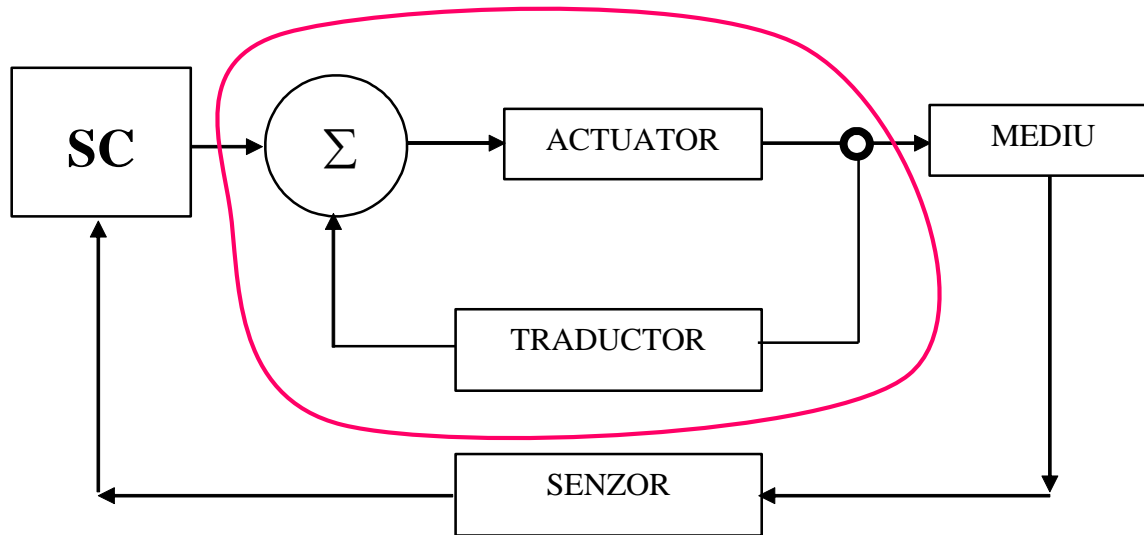 SC
Σ
ACTUATOR
MEDIU
TRADUCTOR
SENZOR